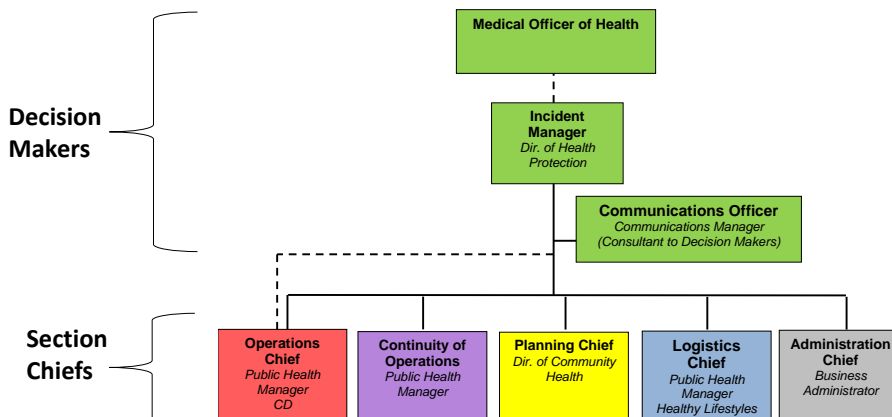 Medical Officer of Health
Decision
Makers
Incident
Manager
Dir. of Health
Protection
Communications Officer
Communications Manager
(Consultant to Decision Makers)
Section
Chiefs
Operations
Chief
Public Health
Manager
CD
Continuity of
Operations
Public Health
Manager
Planning Chief
Dir. of Community
Health
Logistics
Chief
Public Health
Manager
Healthy Lifestyles
Administration
Chief
Business
Administrator